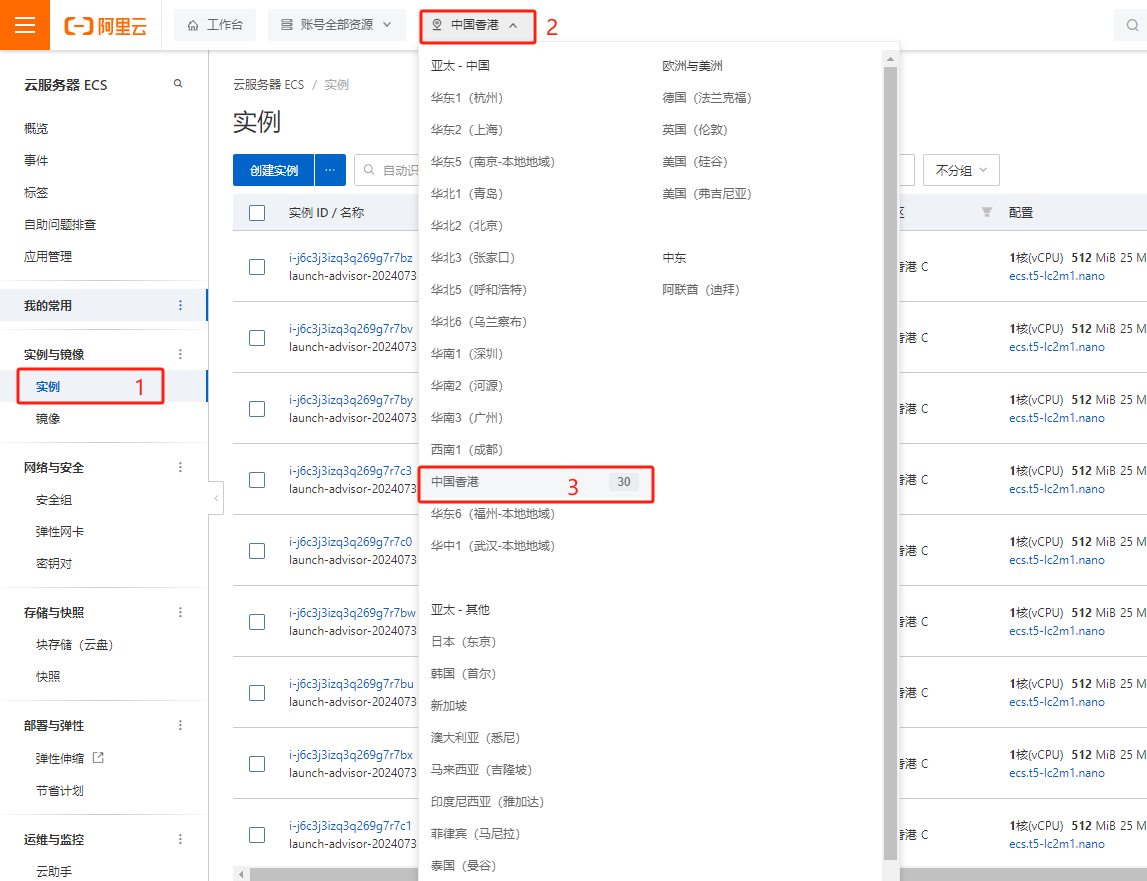 阿里云
工作台
账号全部资源
中国香港
2
云服务器 ECS
概览
事件
标签
自助问题排查
应用管理
我的常用
实例与镜像
实例
1
镜像
网络与安全
安全组
弹性网卡
密钥对
存储与快照
块存储（云盘）
快照
部署与弹性
弹性伸缩
节省计划
运维与监控
云助手
云服务器 ECS / 实例
实例
创建实例
···
自动识
不分组
实例 ID / 名称
区
配置
i-j6c3j3izq3q269g7r7bz
launch-advisor-2024073
香港 C
1核(vCPU) 512 MiB 25 M
ecs.t5-lc2m1.nano
i-j6c3j3izq3q269g7r7bv
launch-advisor-2024073
香港 C
1核(vCPU) 512 MiB 25 M
ecs.t5-lc2m1.nano
i-j6c3j3izq3q269g7r7by
launch-advisor-2024073
香港 C
1核(vCPU) 512 MiB 25 M
ecs.t5-lc2m1.nano
i-j6c3j3izq3q269g7r7c3
launch-advisor-2024073
香港 C
1核(vCPU) 512 MiB 25 M
ecs.t5-lc2m1.nano
i-j6c3j3izq3q269g7r7c0
launch-advisor-2024073
香港 C
1核(vCPU) 512 MiB 25 M
ecs.t5-lc2m1.nano
i-j6c3j3izq3q269g7r7bw
launch-advisor-2024073
香港 C
1核(vCPU) 512 MiB 25 M
ecs.t5-lc2m1.nano
i-j6c3j3izq3q269g7r7bu
launch-advisor-2024073
香港 C
1核(vCPU) 512 MiB 25 M
ecs.t5-lc2m1.nano
i-j6c3j3izq3q269g7r7bx
launch-advisor-2024073
香港 C
1核(vCPU) 512 MiB 25 M
ecs.t5-lc2m1.nano
i-j6c3j3izq3q269g7r7c1
launch-advisor-2024073
香港 C
1核(vCPU) 512 MiB 25 M
ecs.t5-lc2m1.nano
亚太 - 中国
华东1（杭州）
华东2（上海）
华东5（南京-本地地域）
华北1（青岛）
华北2（北京）
华北3（张家口）
华北5（呼和浩特）
华北6（乌兰察布）
华南1（深圳）
华南2（河源）
华南3（广州）
西南1（成都）
中国香港 3 30
华东6（福州-本地地域）
华中1（武汉-本地地域）
亚太 - 其他
日本（东京）
韩国（首尔）
新加坡
澳大利亚（悉尼）
马来西亚（吉隆坡）
印度尼西亚（雅加达）
菲律宾（马尼拉）
泰国（曼谷）
欧洲与美洲
德国（法兰克福）
英国（伦敦）
美国（硅谷）
美国（弗吉尼亚）
中东
阿联酋（迪拜）